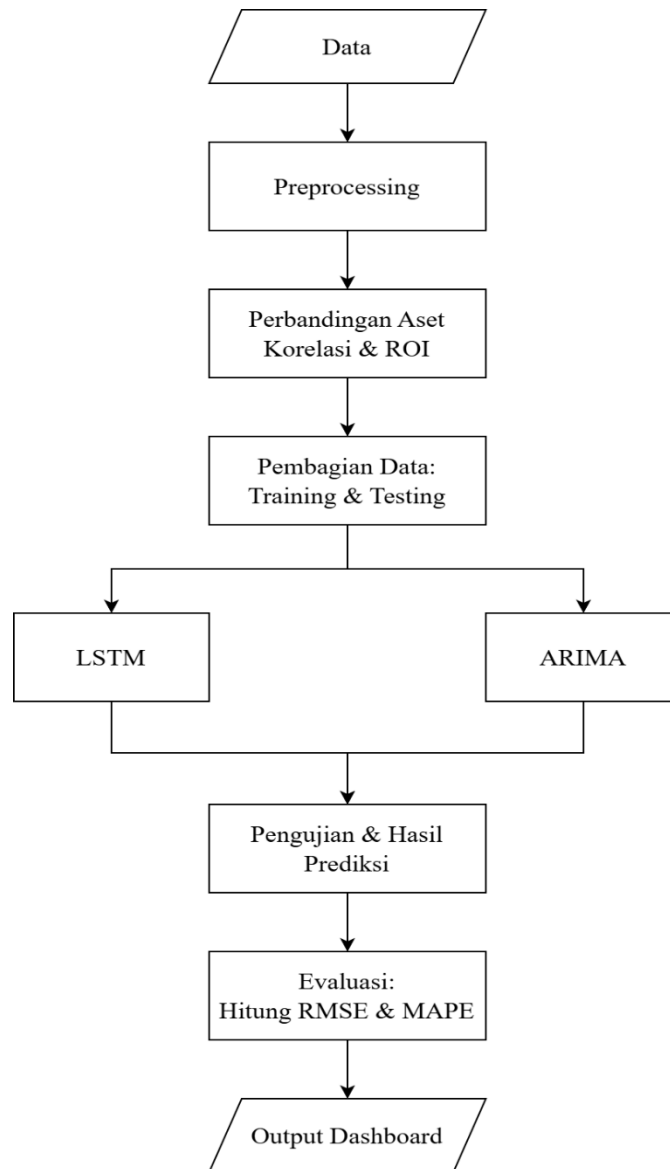 Data
Preprocessing
Perbandingan Aset
Korelasi & ROI
Pembagian Data:
Training & Testing
LSTM
ARIMA
Pengujian & Hasil
Prediksi
Evaluasi:
Hitung RMSE & MAPE
Output Dashboard